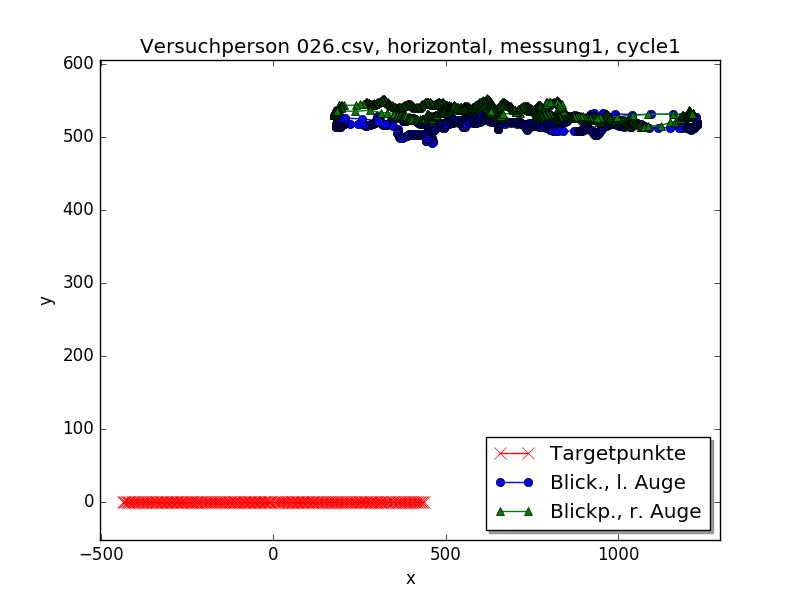 Versuchperson 026.csv, horizontal, messung1, cycle1
600
500
400
300
200
100
0
y
−500
0
500
1000
x
Targetpunkte
Blick., l. Auge
Blickp., r. Auge